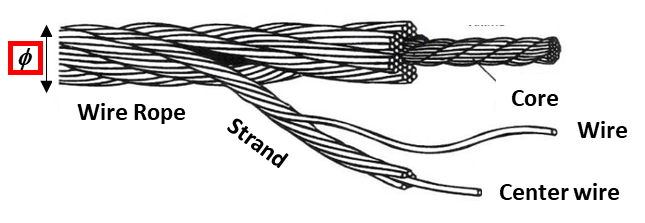 ϕ
Wire Rope
Strand
Core
Wire
Center wire